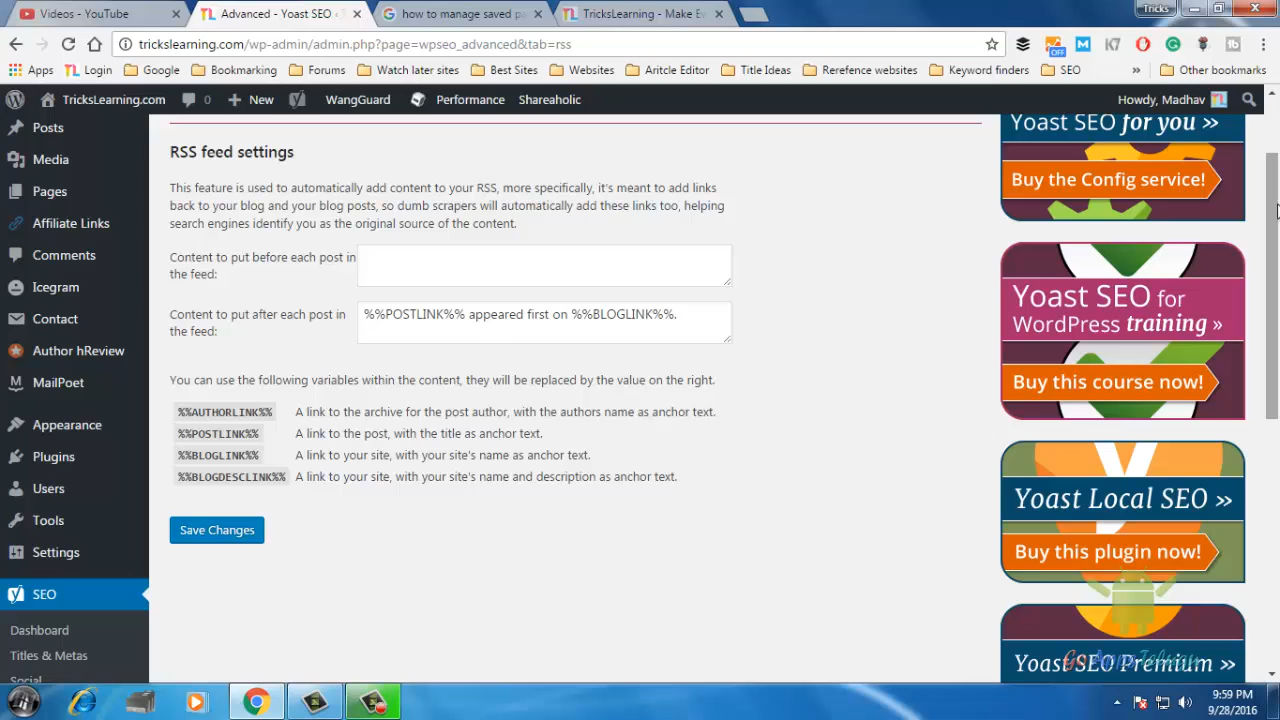 Videos - YouTube
Advanced - Yoast SEO
how to manage saved pa
TricksLearning - Make E
Tricks
trickslearning.com/wp-admin/admin.php?page=wpseo_advanced&tab=rss
OFF
Apps
Login
Google
Bookmarking
Forums
Watch later sites
Best Sites
Websites
Aritcle Editor
Title Ideas
Rerefence websites
Keyword finders
SEO
»
Other bookmarks
TricksLearning.com
0
New
WangGuard
Performance
Shareaholic
Howdy, Madhav
Posts
Media
Pages
Affiliate Links
Comments
Icegram
Contact
Author hReview
MailPoet
Appearance
Plugins
Users
Tools
Settings
SEO
Dashboard
Titles & Metas
Social
RSS feed settings
This feature is used to automatically add content to your RSS, more specifically, it's meant to add links
back to your blog and your blog posts, so dumb scrapers will automatically add these links too, helping
search engines identify you as the original source of the content.
Content to put before each post in
the feed:
Content to put after each post in
the feed:
%%POSTLINK%% appeared first on %%BLOGLINK%%.
You can use the following variables within the content, they will be replaced by the value on the right.
%%AUTHORLINK%% A link to the archive for the post author, with the authors name as anchor text.
%%POSTLINK%% A link to the post, with the title as anchor text.
%%BLOGLINK%% A link to your site, with your site's name as anchor text.
%%BLOGDESCLINK%% A link to your site, with your site's name and description as anchor text.
Save Changes
Yoast SEO for you »
Buy the Config service!
Yoast SEO for
WordPress training »
Buy this course now!
Yoast Local SEO »
Buy this plugin now!
Yoast SEO Premium »
9:59 PM
9/28/2016